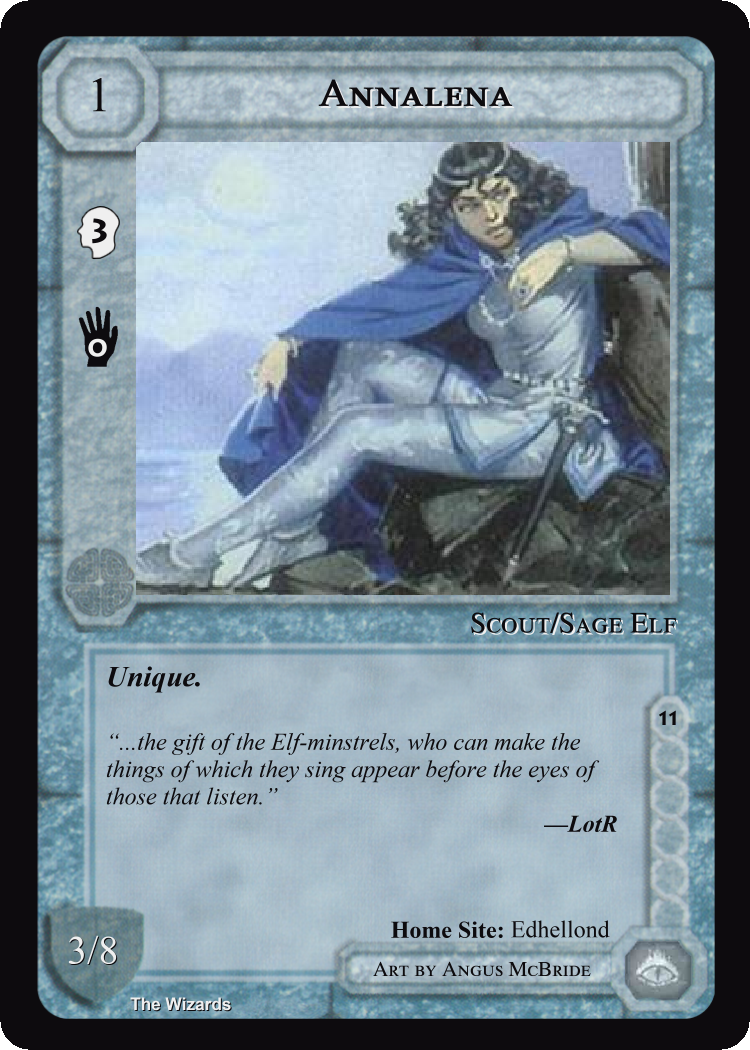 1
Annalena
3
0
Scout/Sage Elf
Unique.
“...the gift of the Elf-minstrels, who can make the
things of which they sing appear before the eyes of
those that listen.”
—LotR
11
Home Site: Edhellond
3/8
Art by Angus McBride
The Wizards